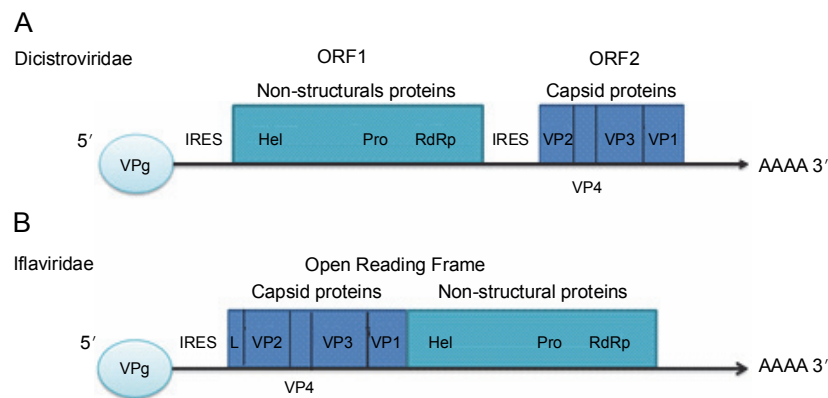 A
Dicistroviridae
ORF1 ORF2
Non-structurals proteins Capsid proteins
5′ VPg IRES Hel Pro RdRp IRES VP2 VP3 VP1 AAAA 3′
VP4
B
Iflaviridae
Open Reading Frame
Capsid proteins Non-structural proteins
5′ VPg IRES L VP2 VP3 VP1 Hel Pro RdRp AAAA 3′
VP4